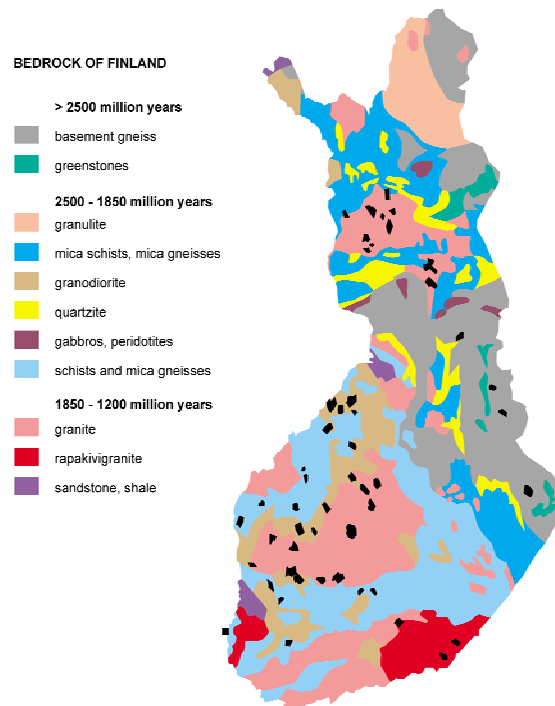 BEDROCK OF FINLAND
> 2500 million years
basement gneiss
greenstones
2500 - 1850 million years
granulite
mica schists, mica gneisses
granodiorite
quartzite
gabbros, peridotites
schists and mica gneisses
1850 - 1200 million years
granite
rapakivigranite
sandstone, shale